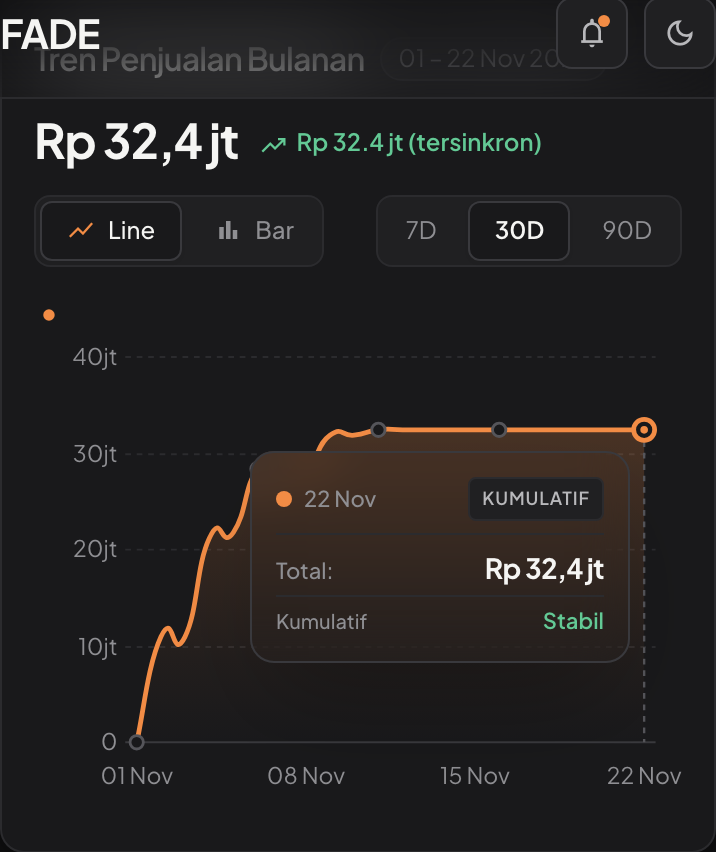 FADE
Tren Penjualan Bulanan 01 – 22 Nov 20
Rp 32,4 jt Rp 32.4 jt (tersinkron)
Line Bar 7D 30D 90D
40jt
30jt
22 Nov KUMULATIF
20jt
Total: Rp 32,4 jt
Kumulatif Stabil
10jt
0
01 Nov 08 Nov 15 Nov 22 Nov